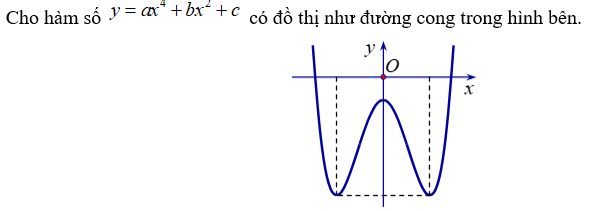 Cho hàm số y = ax⁴ + bx² + c có đồ thị như đường cong trong hình bên.
y
O
x